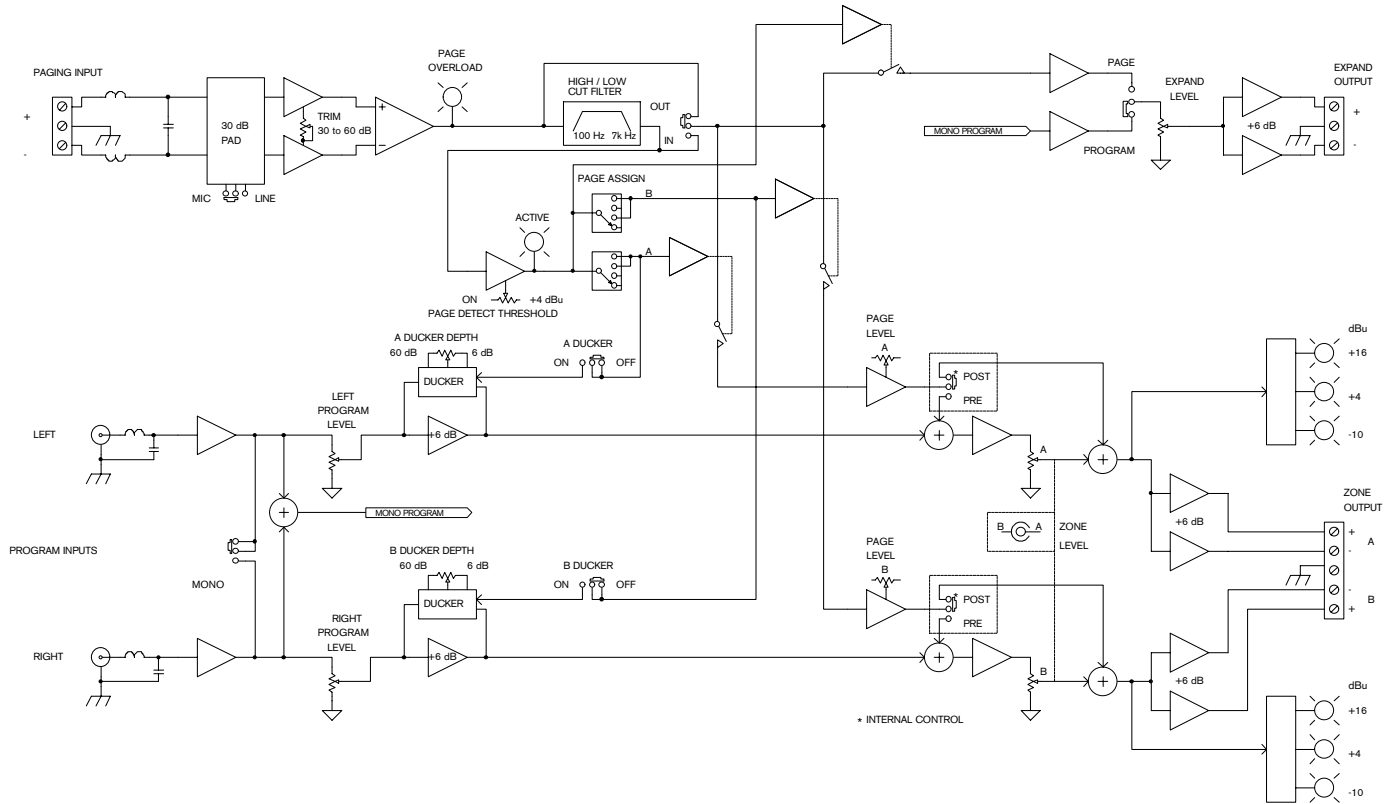 PAGING INPUT
+
-
30 dB
PAD
MIC
LINE
TRIM
30 to 60 dB
+
−
PAGE
OVERLOAD
HIGH / LOW
CUT FILTER
100 Hz 7k Hz
OUT
IN
PAGE ASSIGN
B
A
ACTIVE
ON
+4 dBu
PAGE DETECT THRESHOLD
MONO PROGRAM
PAGE
PROGRAM
EXPAND
LEVEL
+6 dB
EXPAND
OUTPUT
+
-
A DUCKER DEPTH
60 dB
6 dB
DUCKER
+6 dB
A DUCKER
ON
OFF
LEFT
PROGRAM
LEVEL
LEFT
PAGE
LEVEL
A
*
POST
PRE
+
A
+
dBu
+16
+4
-10
+
MONO PROGRAM
PROGRAM INPUTS
MONO
B A
ZONE
LEVEL
+6 dB
ZONE
OUTPUT
+
-
A
-
+
B
B DUCKER DEPTH
60 dB
6 dB
DUCKER
+6 dB
B DUCKER
ON
OFF
RIGHT
PROGRAM
LEVEL
RIGHT
PAGE
LEVEL
B
*
POST
PRE
+
B
+
+6 dB
dBu
+16
+4
-10
* INTERNAL CONTROL